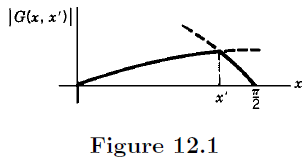 |G(x, x′)|
x
x′
π/2
Figure 12.1